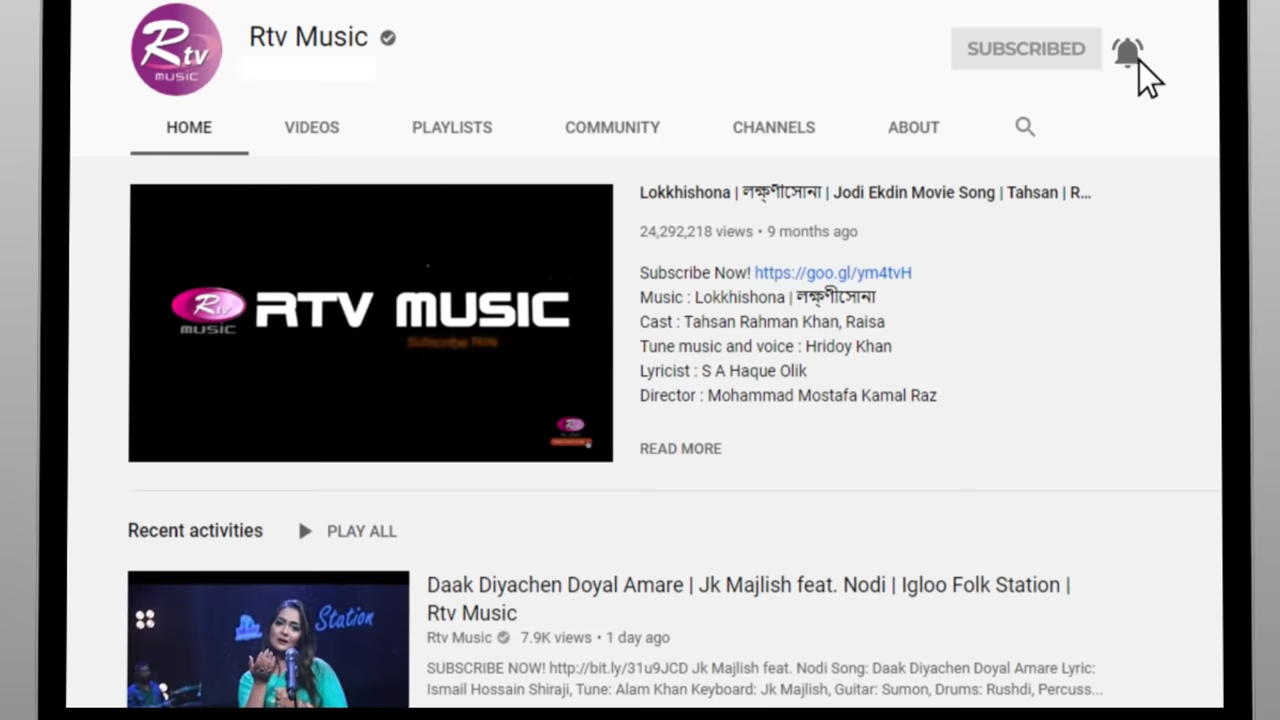 Rtv
MUSIC
Rtv Music
SUBSCRIBED
HOME
VIDEOS
PLAYLISTS
COMMUNITY
CHANNELS
ABOUT
Rtv
MUSIC
RTV MUSIC
Subscribe Now
Rtv
Lokkhishona | লক্ষ্ণীসোনা | Jodi Ekdin Movie Song | Tahsan | R...
24,292,218 views • 9 months ago
Subscribe Now! https://goo.gl/ym4tvH
Music : Lokkhishona | লক্ষ্ণীসোনা
Cast : Tahsan Rahman Khan, Raisa
Tune music and voice : Hridoy Khan
Lyricist : S A Haque Olik
Director : Mohammad Mostafa Kamal Raz
READ MORE
Recent activities
PLAY ALL
Station
Daak Diyachen Doyal Amare | Jk Majlish feat. Nodi | Igloo Folk Station |
Rtv Music
Rtv Music 7.9K views • 1 day ago
SUBSCRIBE NOW! http://bit.ly/31u9JCD Jk Majlish feat. Nodi Song: Daak Diyachen Doyal Amare Lyric:
Ismail Hossain Shiraji, Tune: Alam Khan Keyboard: Jk Majlish, Guitar: Sumon, Drums: Rushdi, Percuss...